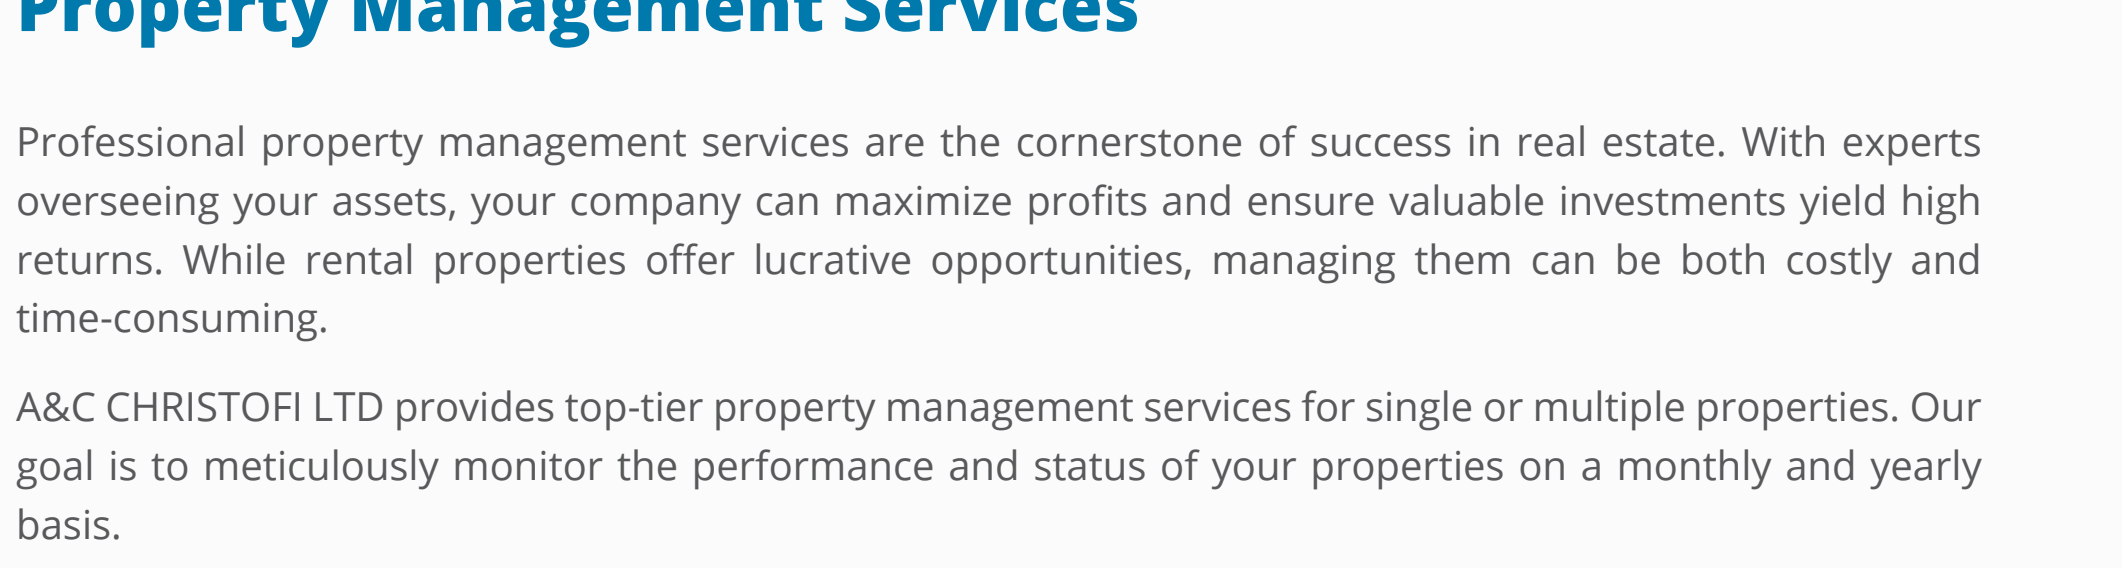 Property Management Services
Professional property management services are the cornerstone of success in real estate. With experts
overseeing your assets, your company can maximize profits and ensure valuable investments yield high
returns. While rental properties offer lucrative opportunities, managing them can be both costly and
time-consuming.
A&C CHRISTOFI LTD provides top-tier property management services for single or multiple properties. Our
goal is to meticulously monitor the performance and status of your properties on a monthly and yearly
basis.